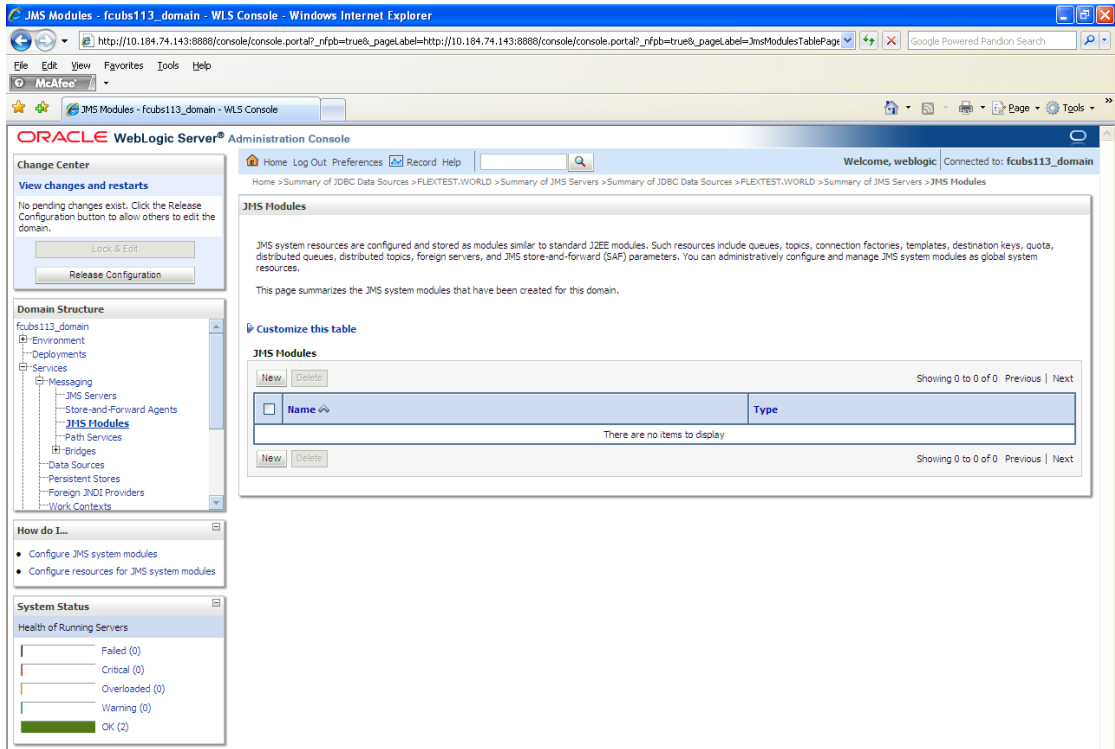 JMS Modules - fcubs113_domain - WLS Console - Windows Internet Explorer
http://10.184.74.143:8888/console/console.portal?_nfpb=true&_pageLabel=http://10.184.74.143:8888/console/console.portal?_nfpb=true&_pageLabel=JmsModulesTablePage
Google Powered Pandion Search
File Edit View Favorites Tools Help
McAfee
JMS Modules - fcubs113_domain - WLS Console
Page Tools
ORACLE WebLogic Server® Administration Console
Change Center
View changes and restarts
No pending changes exist. Click the Release
Configuration button to allow others to edit the
domain.
Lock & Edit
Release Configuration
Domain Structure
fcubs113_domain
Environment
Deployments
Services
Messaging
JMS Servers
Store-and-Forward Agents
JMS Modules
Path Services
Bridges
Data Sources
Persistent Stores
Foreign JNDI Providers
Work Contexts
How do I...
Configure JMS system modules
Configure resources for JMS system modules
System Status
Health of Running Servers
Failed (0)
Critical (0)
Overloaded (0)
Warning (0)
OK (2)
Home Log Out Preferences Record Help
Welcome, weblogic Connected to: fcubs113_domain
Home >Summary of JDBC Data Sources >FLEXTEST.WORLD >Summary of JMS Servers >Summary of JDBC Data Sources >FLEXTEST.WORLD >Summary of JMS Servers >JMS Modules
JMS Modules
JMS system resources are configured and stored as modules similar to standard J2EE modules. Such resources include queues, topics, connection factories, templates, destination keys, quota,
distributed queues, distributed topics, foreign servers, and JMS store-and-forward (SAF) parameters. You can administratively configure and manage JMS system modules as global system
resources.
This page summarizes the JMS system modules that have been created for this domain.
Customize this table
JMS Modules
New Delete Showing 0 to 0 of 0 Previous | Next
Name Type
There are no items to display
New Delete Showing 0 to 0 of 0 Previous | Next